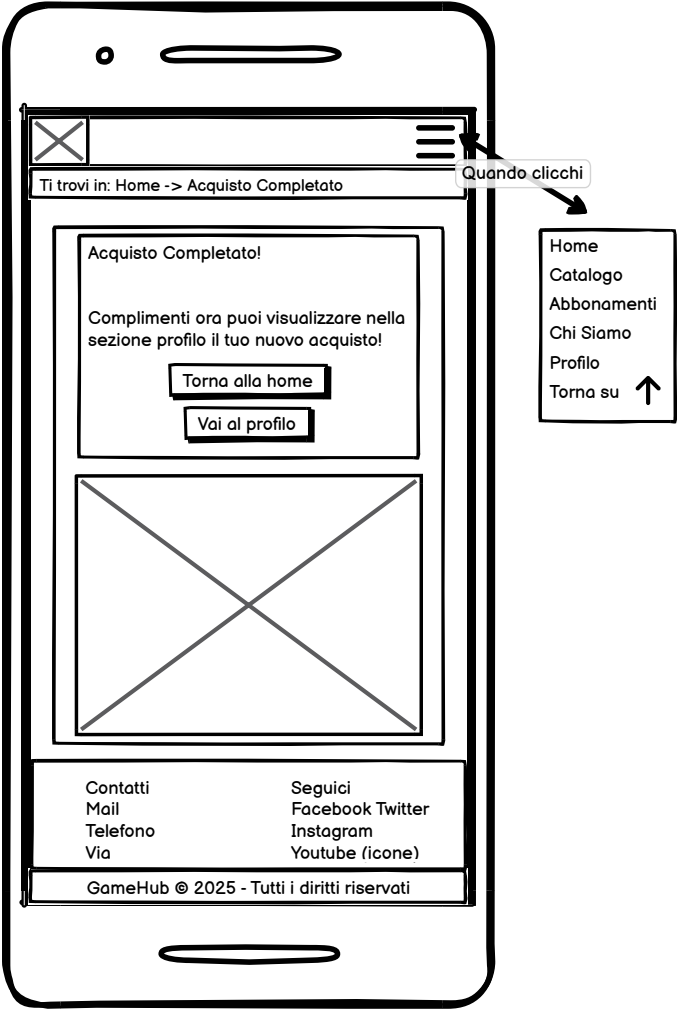 Ti trovi in: Home -> Acquisto Completato
Quando clicchi
Home
Catalogo
Abbonamenti
Chi Siamo
Profilo
Torna su
Acquisto Completato!
Complimenti ora puoi visualizzare nella
sezione profilo il tuo nuovo acquisto!
Torna alla home
Vai al profilo
Contatti
Mail
Telefono
Via
Seguici
Facebook Twitter
Instagram
Youtube (icone)
GameHub © 2025 - Tutti i diritti riservati